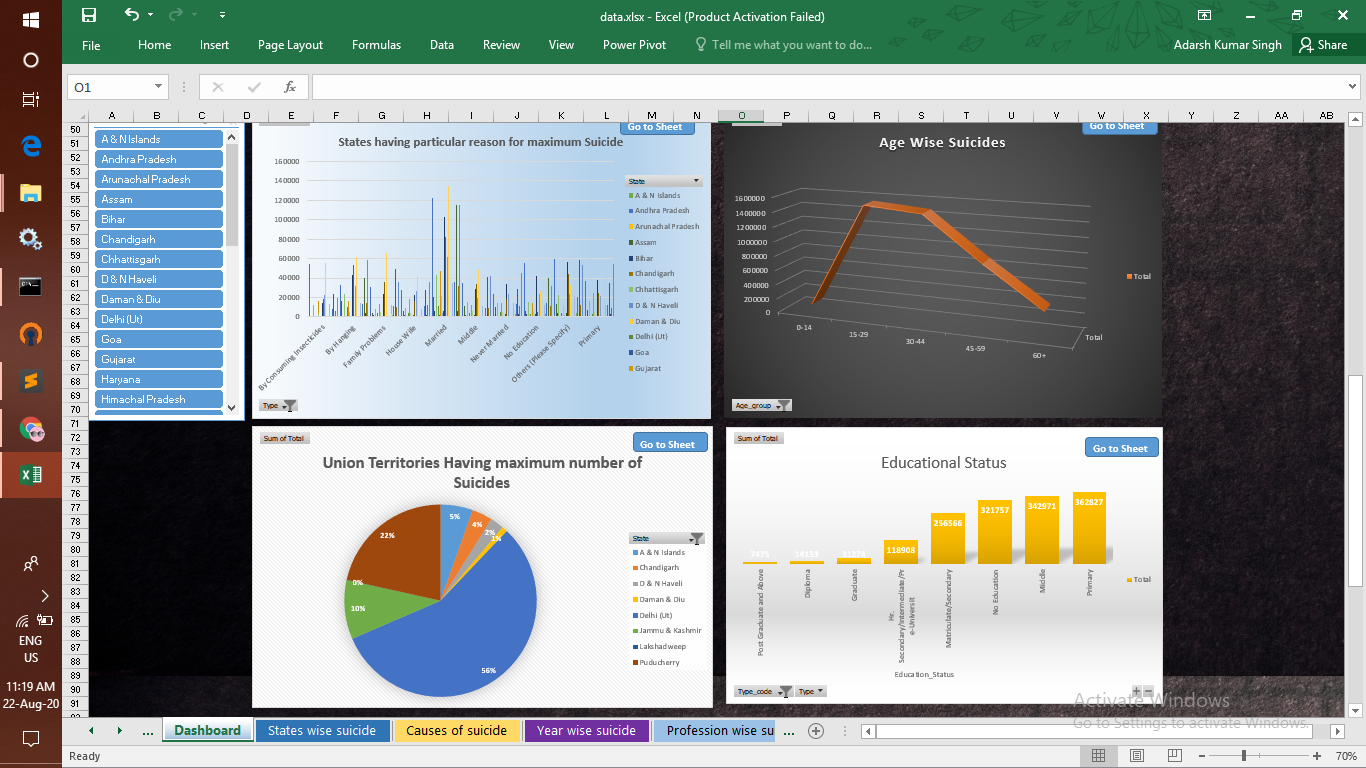 data.xlsx - Excel (Product Activation Failed)
File Home Insert Page Layout Formulas Data Review View Power Pivot Tell me what you want to do... Adarsh Kumar Singh Share
O1 fx
A B C D E F G H I J K L M N O P Q R S T U V W X Y Z AA AB
50
51
52
53
54
55
56
57
58
59
60
61
62
63
64
65
66
67
68
69
70
71
72
73
74
75
76
77
78
79
80
81
82
83
84
85
86
87
88
89
90
91
A & N Islands
Andhra Pradesh
Arunachal Pradesh
Assam
Bihar
Chandigarh
Chhattisgarh
D & N Haveli
Daman & Diu
Delhi (Ut)
Goa
Gujarat
Haryana
Himachal Pradesh
Go to Sheet
States having particular reason for maximum Suicide
160000
140000
120000
100000
80000
60000
40000
20000
0
By Consuming Insecticides
By Hanging
Family Problems
House Wife
Married
Middle
Never Married
No Education
Others (Please Specify)
Primary
State
A & N Islands
Andhra Pradesh
Arunachal Pradesh
Assam
Bihar
Chandigarh
Chhattisgarh
D & N Haveli
Daman & Diu
Delhi (Ut)
Goa
Gujarat
Type
Go to Sheet
Age Wise Suicides
1600000
1400000
1200000
1000000
800000
600000
400000
200000
0
0-14
15-29
30-44
45-59
60+
Total
Total
Age_group
Sum of Total
Go to Sheet
Union Territories Having maximum number of
Suicides
5%
4%
2%
1%
56%
10%
0%
22%
State
A & N Islands
Chandigarh
D & N Haveli
Daman & Diu
Delhi (Ut)
Jammu & Kashmir
Lakshadweep
Puducherry
Sum of Total
Go to Sheet
Educational Status
7475
14153
118908
256566
321757
342971
362827
Post Graduate and Above
Diploma
Graduate
Hr.
Secondary/Intermediate/Pr
e-Universit
Matriculate/Secondary
No Education
Middle
Primary
Total
Education_Status
Type_code Type
Activate Windows
Go to Settings to activate Windows.
... Dashboard States wise suicide Causes of suicide Year wise suicide Profession wise su ...
Ready 70%
ENG
US
11:19 AM
22-Aug-20